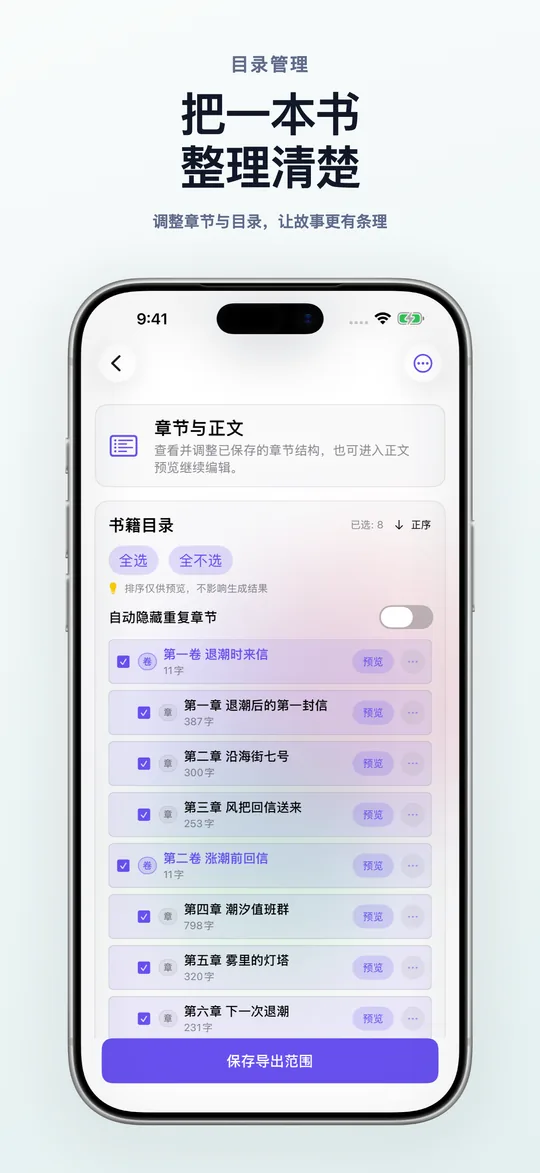 目录管理
把一本书
整理清楚
调整章节与目录，让故事更有条理
9:41
章节与正文
查看并调整已保存的章节结构，也可进入正文
预览继续编辑。
书籍目录
已选: 8
正序
全选
全不选
排序仅供预览，不影响生成结果
自动隐藏重复章节
卷
第一卷 退潮时来信
11字
预览
章
第一章 退潮后的第一封信
387字
预览
章
第二章 沿海街七号
300字
预览
章
第三章 风把回信送来
253字
预览
卷
第二卷 涨潮前回信
11字
预览
章
第四章 潮汐值班群
798字
预览
章
第五章 雾里的灯塔
320字
预览
章
第六章 下一次退潮
231字
预览
保存导出范围